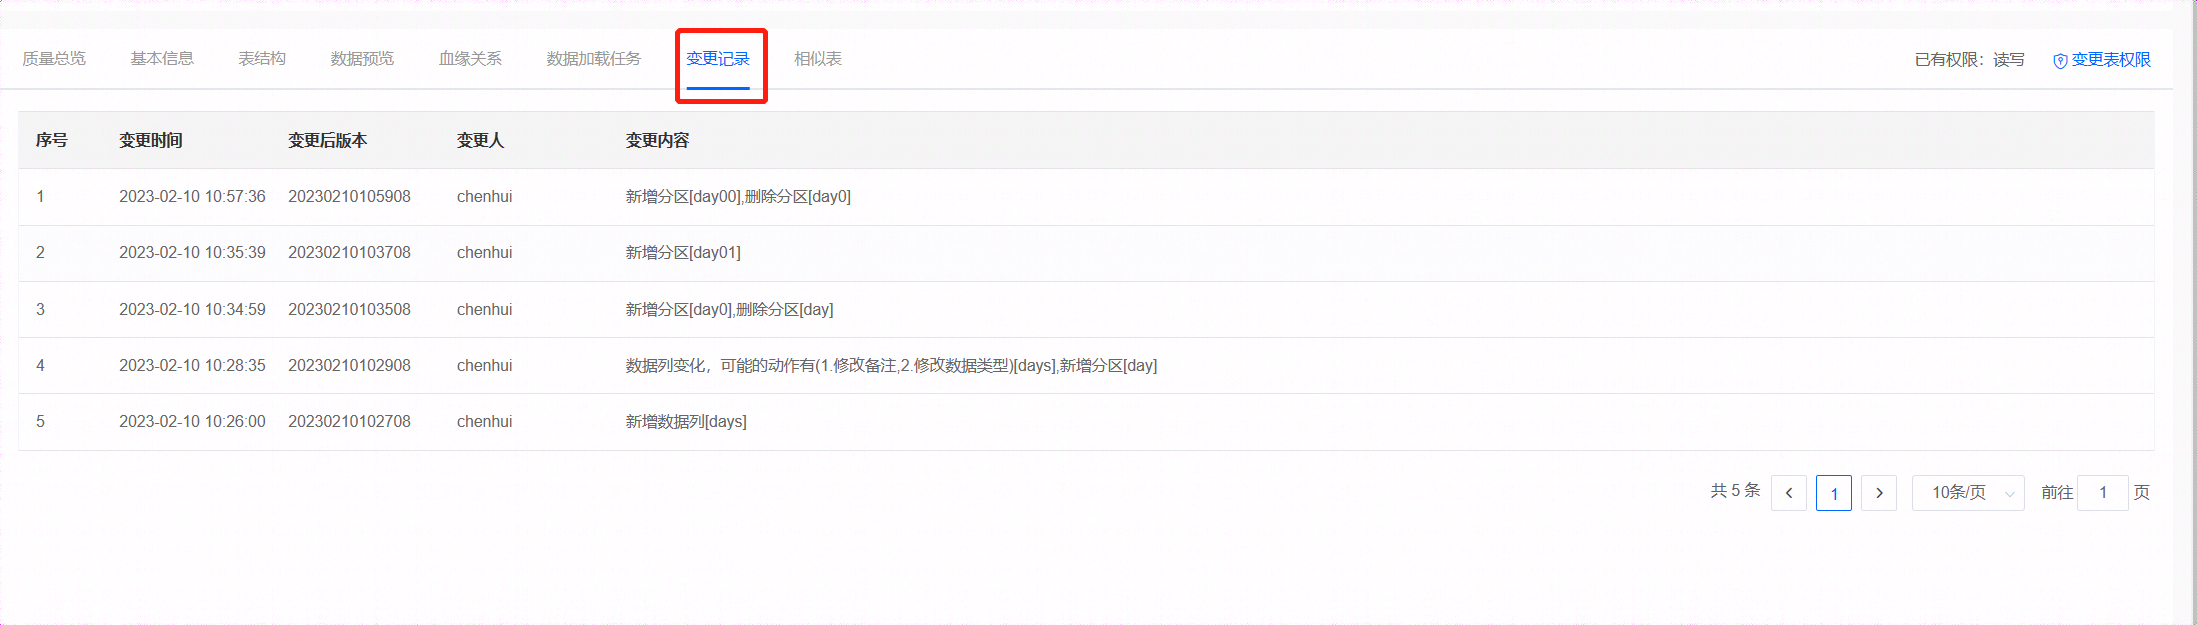 质量总览 基本信息 表结构 数据预览 血缘关系 数据加载任务 变更记录 相似表 已有权限：读写 变更表权限
序号 变更时间 变更后版本 变更人 变更内容
1 2023-02-10 10:57:36 20230210105908 chenhui 新增分区[day00],删除分区[day0]
2 2023-02-10 10:35:39 20230210103708 chenhui 新增分区[day01]
3 2023-02-10 10:34:59 20230210103508 chenhui 新增分区[day0],删除分区[day]
4 2023-02-10 10:28:35 20230210102908 chenhui 数据列变化，可能的动作有(1.修改备注,2.修改数据类型)[days],新增分区[day]
5 2023-02-10 10:26:00 20230210102708 chenhui 新增数据列[days]
共 5 条 1 10条/页 前往 1 页